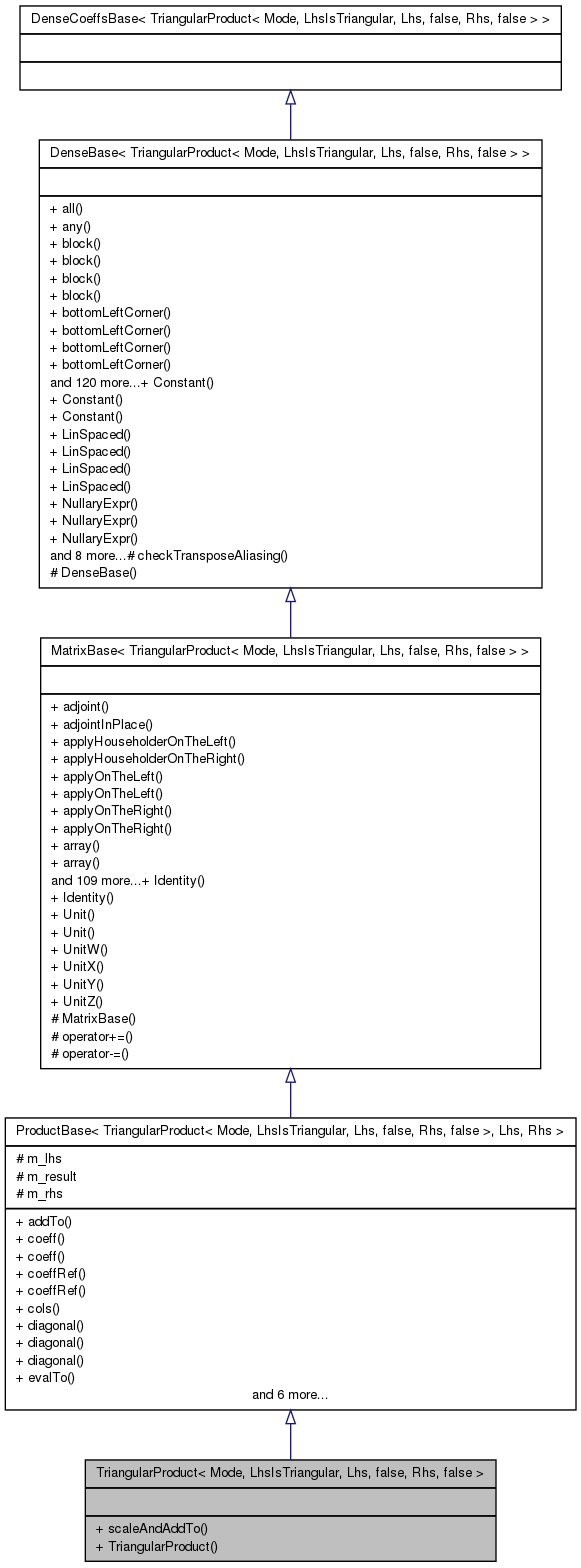 DenseCoeffsBase< TriangularProduct< Mode, LhsIsTriangular, Lhs, false, Rhs, false > >
DenseBase< TriangularProduct< Mode, LhsIsTriangular, Lhs, false, Rhs, false > >
+ all()
+ any()
+ block()
+ block()
+ block()
+ block()
+ bottomLeftCorner()
+ bottomLeftCorner()
+ bottomLeftCorner()
+ bottomLeftCorner()
and 120 more...+ Constant()
+ Constant()
+ Constant()
+ LinSpaced()
+ LinSpaced()
+ LinSpaced()
+ LinSpaced()
+ NullaryExpr()
+ NullaryExpr()
+ NullaryExpr()
and 8 more...# checkTransposeAliasing()
# DenseBase()
MatrixBase< TriangularProduct< Mode, LhsIsTriangular, Lhs, false, Rhs, false > >
+ adjoint()
+ adjointInPlace()
+ applyHouseholderOnTheLeft()
+ applyHouseholderOnTheRight()
+ applyOnTheLeft()
+ applyOnTheLeft()
+ applyOnTheRight()
+ applyOnTheRight()
+ array()
+ array()
and 109 more...+ Identity()
+ Identity()
+ Unit()
+ Unit()
+ UnitW()
+ UnitX()
+ UnitY()
+ UnitZ()
# MatrixBase()
# operator+=()
# operator-=()
ProductBase< TriangularProduct< Mode, LhsIsTriangular, Lhs, false, Rhs, false >, Lhs, Rhs >
# m_lhs
# m_result
# m_rhs
+ addTo()
+ coeff()
+ coeff()
+ coeffRef()
+ coeffRef()
+ cols()
+ diagonal()
+ diagonal()
+ diagonal()
+ evalTo()
and 6 more...
TriangularProduct< Mode, LhsIsTriangular, Lhs, false, Rhs, false >
+ scaleAndAddTo()
+ TriangularProduct()